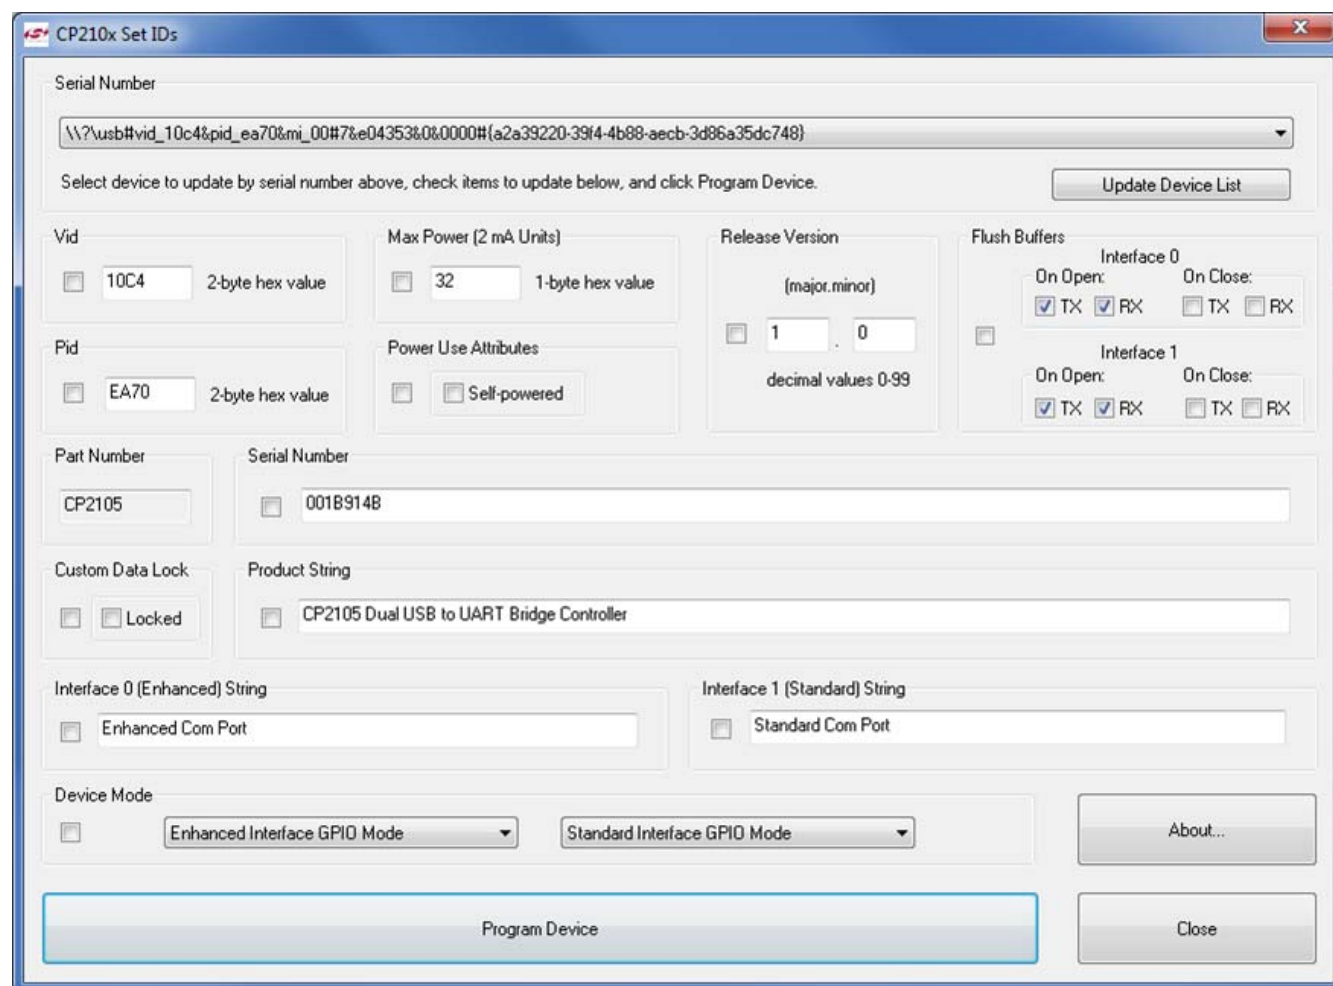 CP210x Set IDs
Serial Number
\\?\usb#vid_10c4&pid_ea70&mi_00#7&e04353&0&0000#{a2a39220-39f4-4b88-aecb-3d86a35dc748}
Select device to update by serial number above, check items to update below, and click Program Device.
Update Device List
Vid
10C4
2-byte hex value
Max Power (2 mA Units)
32
1-byte hex value
Release Version
(major.minor)
1 . 0
decimal values 0-99
Flush Buffers
Interface 0
On Open: On Close:
TX RX TX RX
Interface 1
On Open: On Close:
TX RX TX RX
Pid
EA70
2-byte hex value
Power Use Attributes
Self-powered
Part Number
CP2105
Serial Number
001B914B
Custom Data Lock
Locked
Product String
CP2105 Dual USB to UART Bridge Controller
Interface 0 (Enhanced) String
Enhanced Com Port
Interface 1 (Standard) String
Standard Com Port
Device Mode
Enhanced Interface GPIO Mode
Standard Interface GPIO Mode
About...
Program Device
Close